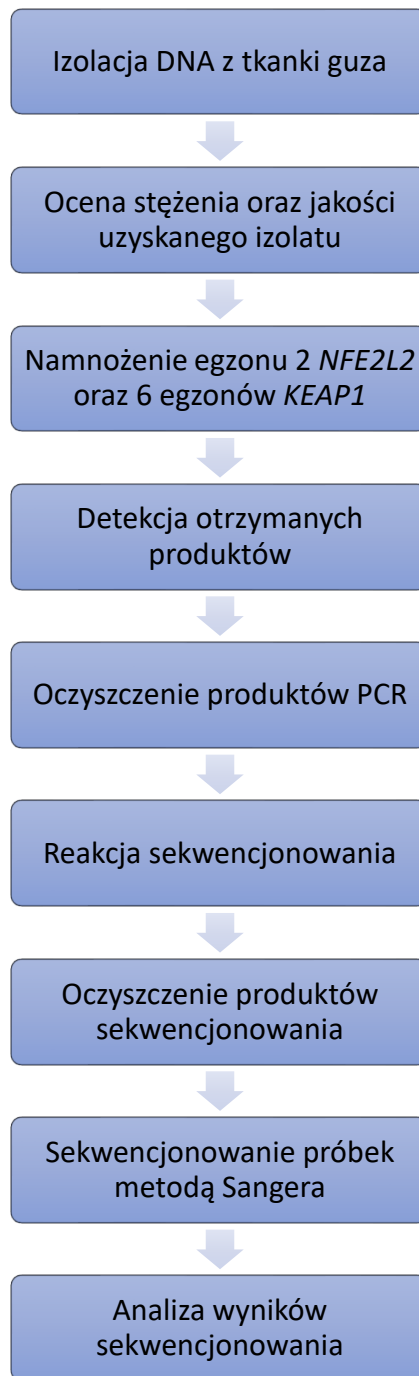 Izolacja DNA z tkanki guza
Ocena stężenia oraz jakości
uzyskanego izolatu
Namnożenie egzonu 2 NFE2L2
oraz 6 egzonów KEAP1
Detekcja otrzymanych
produktów
Oczyszczenie produktów PCR
Reakcja sekwencjonowania
Oczyszczenie produktów
sekwencjonowania
Sekwencjonowanie próbek
metodą Sangera
Analiza wyników
sekwencjonowania